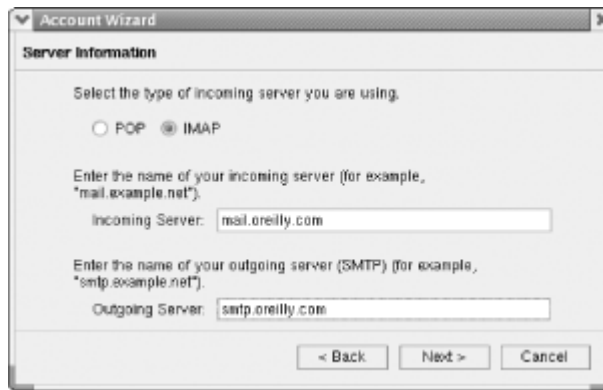 Account Wizard
Server Information
Select the type of incoming server you are using.
POP IMAP
Enter the name of your incoming server (for example,
"mail.example.net").
Incoming Server: mail.oreilly.com
Enter the name of your outgoing server (SMTP) (for example,
"smtp.example.net").
Outgoing Server: smtp.oreilly.com
< Back Next > Cancel